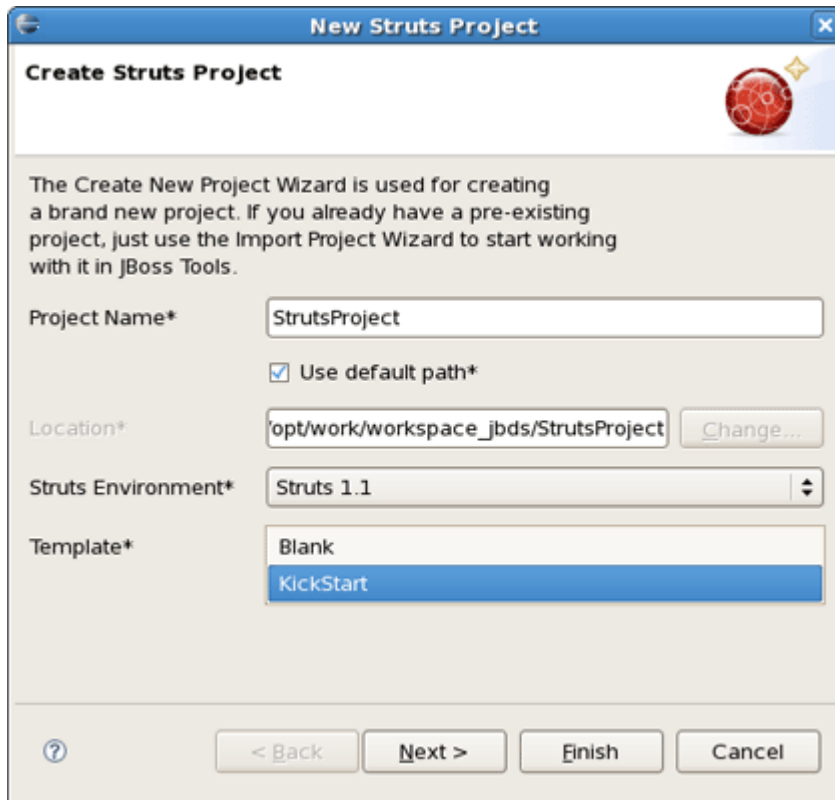 New Struts Project
Create Struts Project
The Create New Project Wizard is used for creating
a brand new project. If you already have a pre-existing
project, just use the Import Project Wizard to start working
with it in JBoss Tools.
Project Name* StrutsProject
Use default path*
Location* /opt/work/workspace_jbds/StrutsProject Change...
Struts Environment* Struts 1.1
Template* Blank
KickStart
? < Back Next > Finish Cancel